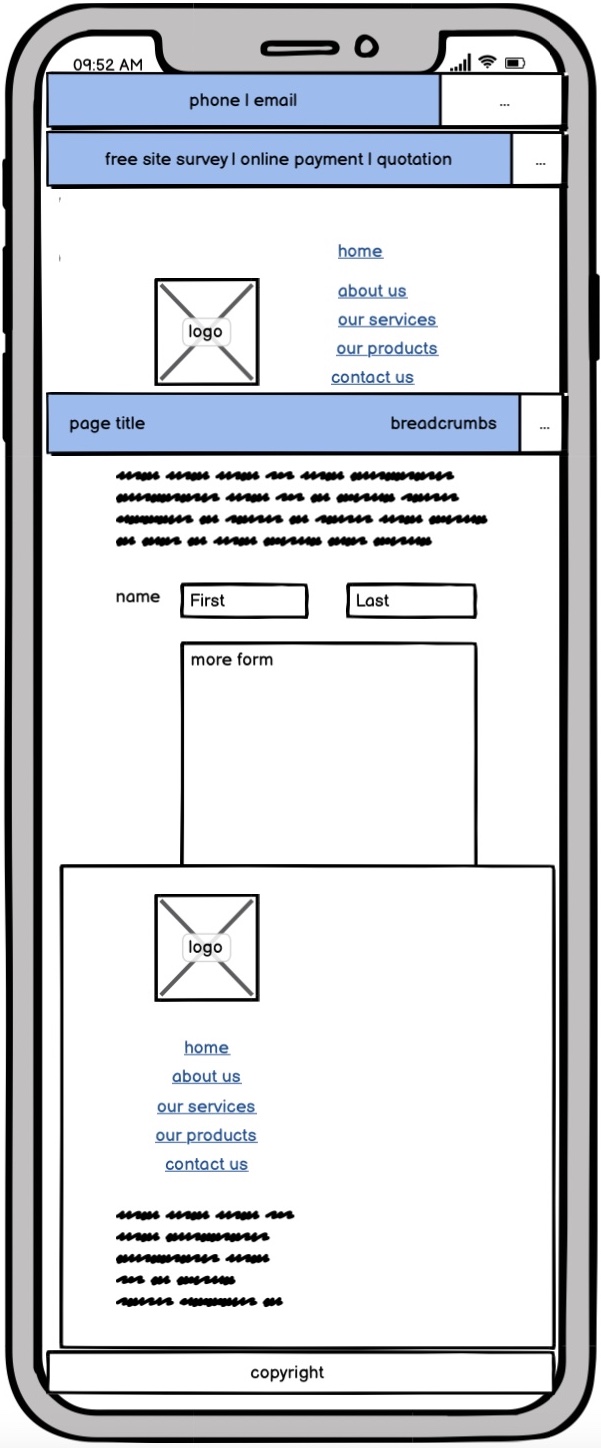 09:52 AM
phone | email
...
free site survey | online payment | quotation
...
home
about us
logo
our services
our products
contact us
page title
breadcrumbs
...
name
First
Last
more form
logo
home
about us
our services
our products
contact us
copyright